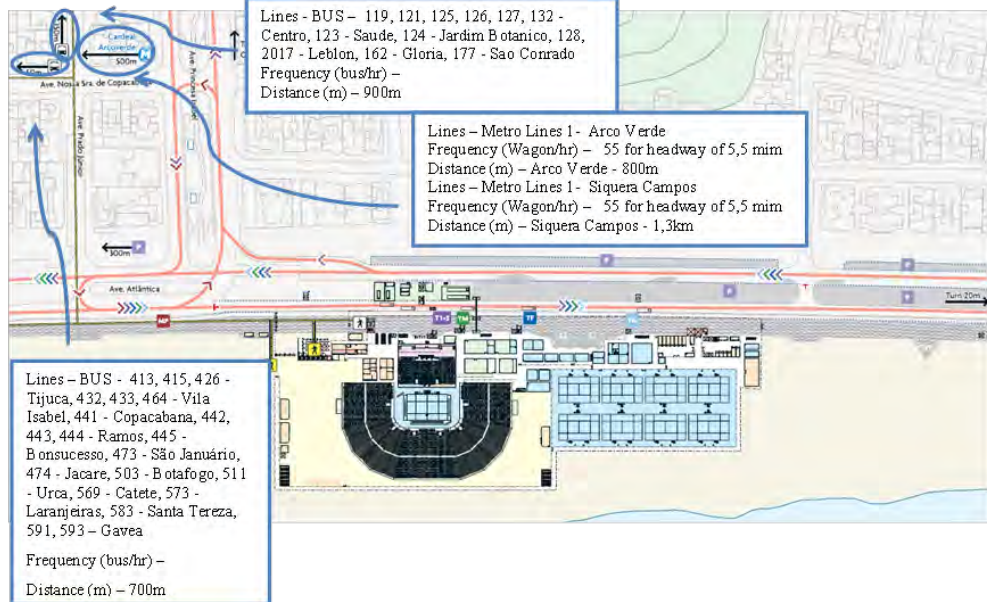 Lines - BUS – 119, 121, 125, 126, 127, 132 -
Centro, 123 - Saude, 124 - Jardim Botanico, 128,
2017 - Leblon, 162 - Gloria, 177 - Sao Conrado
Frequency (bus/hr) –
Distance (m) – 900m
Cardeal
Arcoverde
500m
Ave. Nossa Sra. de Copacabana
Ave. Princesa Isabel
Ave. Prado Junior
Lines – Metro Lines 1 - Arco Verde
Frequency (Wagon/hr) – 55 for headway of 5,5 mim
Distance (m) – Arco Verde - 800m
Lines – Metro Lines 1- Siquera Campos
Frequency (Wagon/hr) – 55 for headway of 5,5 mim
Distance (m) – Siquera Campos - 1,3km
300m
P
P
Ave. Atlântica
P
P
Turn 20m
T1-3
TM
TF
Lines – BUS - 413, 415, 426 -
Tijuca, 432, 433, 464 - Vila
Isabel, 441 - Copacabana, 442,
443, 444 - Ramos, 445 -
Bonsucesso, 473 - São Januário,
474 - Jacare, 503 - Botafogo, 511
- Urca, 569 - Catete, 573 -
Laranjeiras, 583 - Santa Tereza,
591, 593 – Gavea
Frequency (bus/hr) –
Distance (m) – 700m